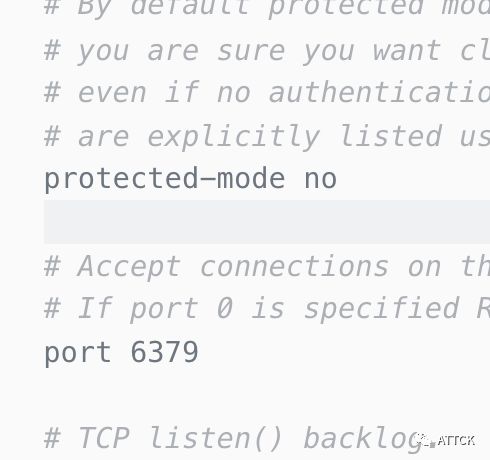 # By default protected mod
# you are sure you want cl
# even if no authenticatio
# are explicitly listed us
protected-mode no
# Accept connections on th
# If port 0 is specified R
port 6379
# TCP listen() backlog.
ATTCK